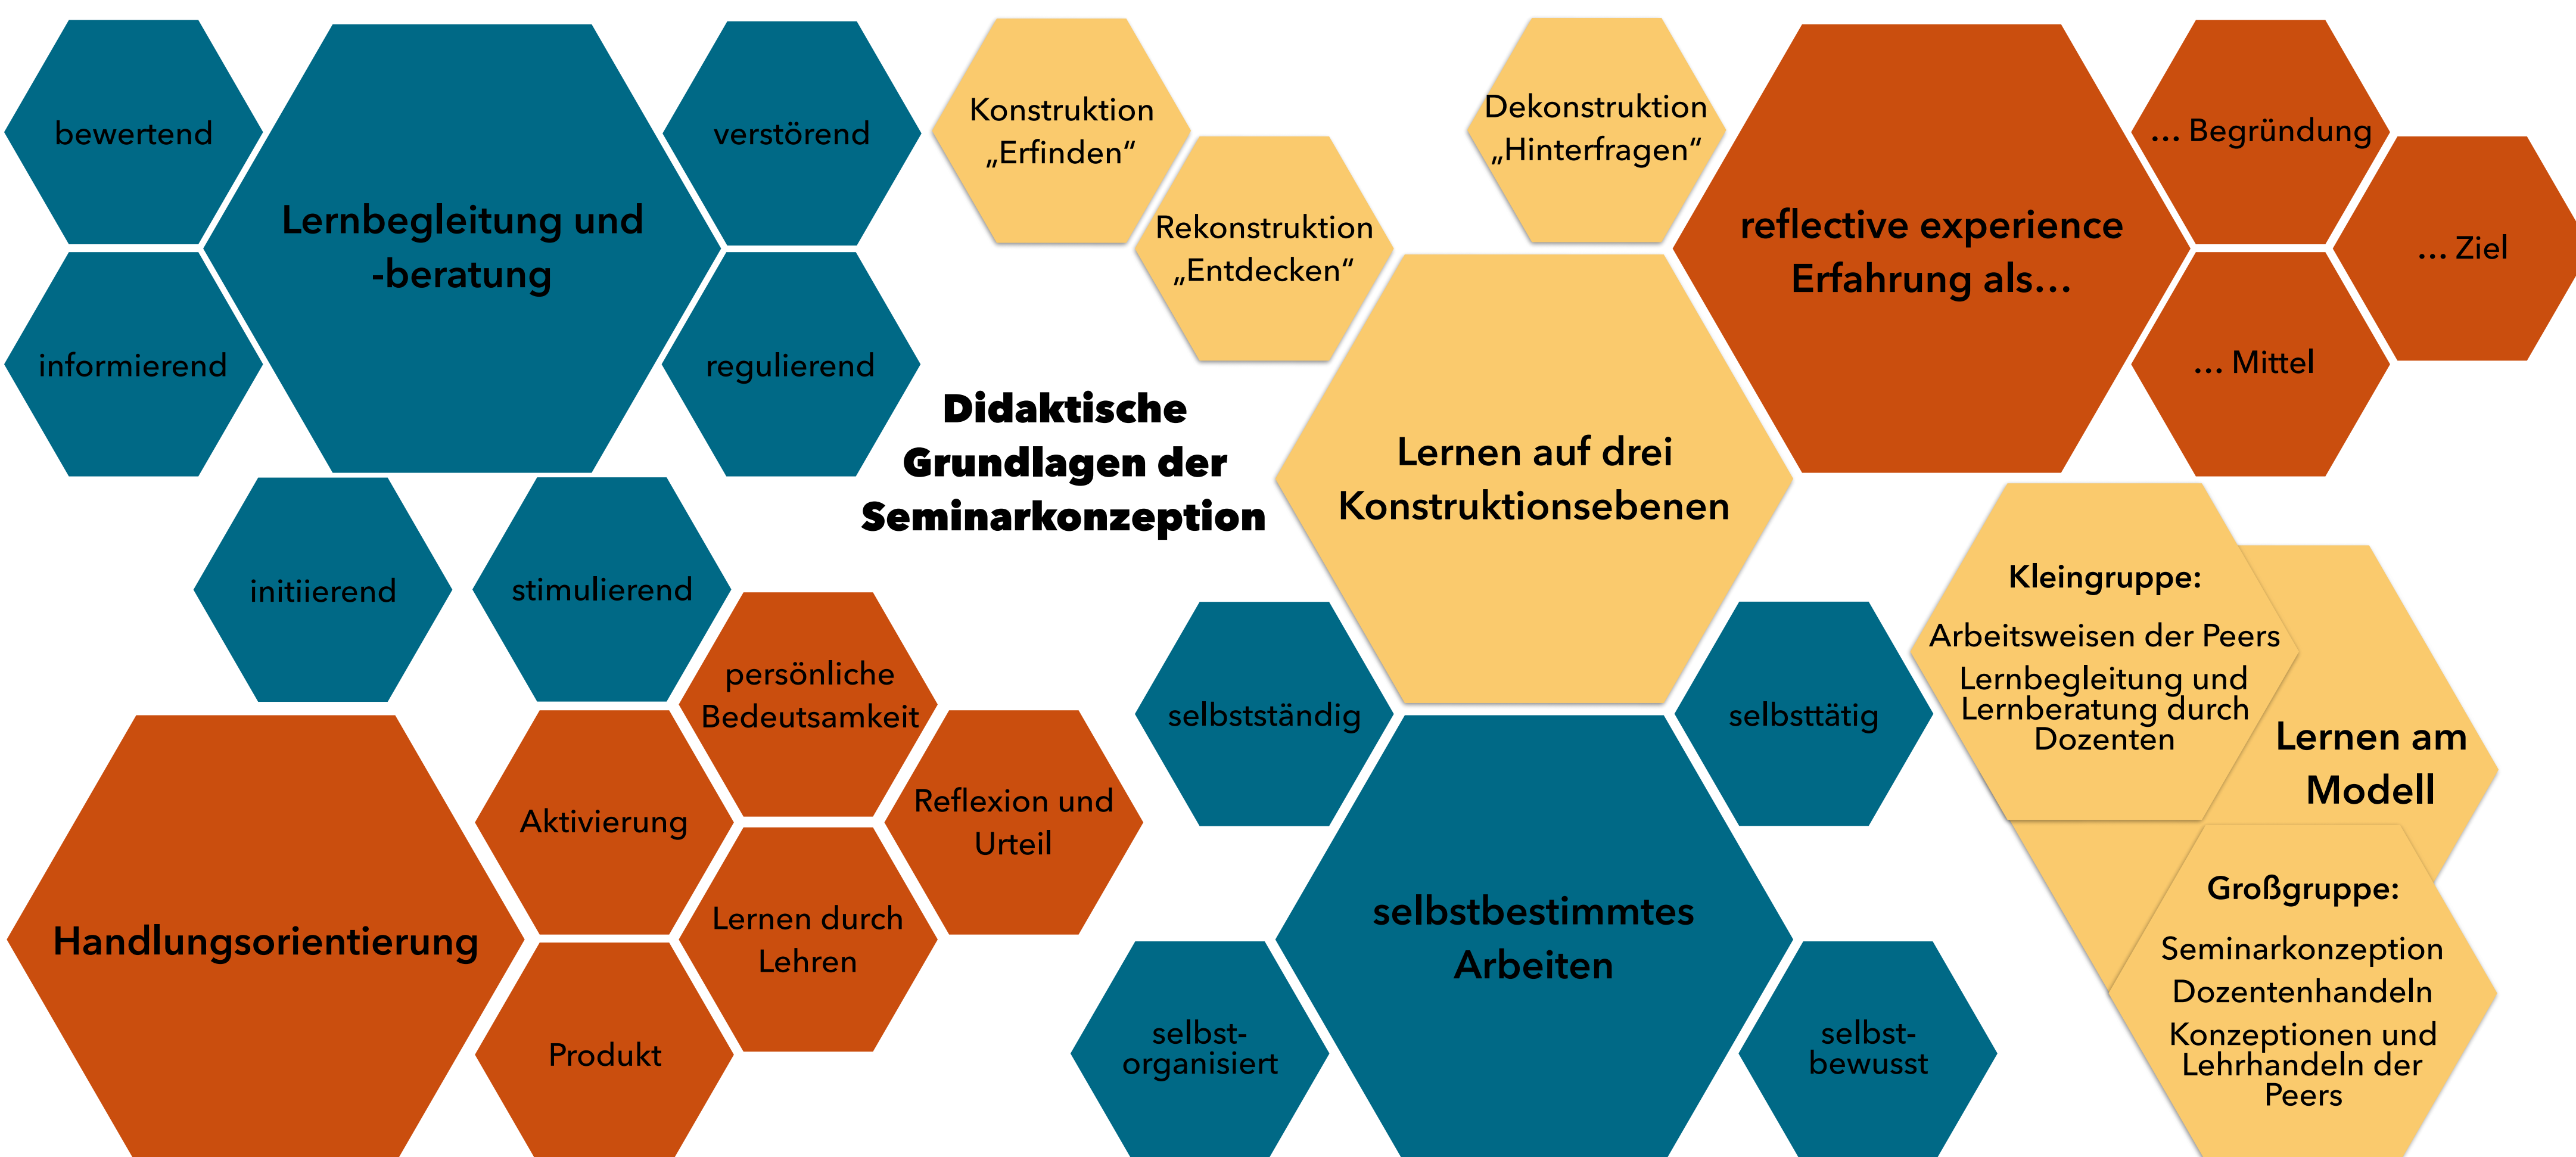 bewertend
Lernbegleitung und
-beratung
verstörend
informierend
regulierend
initiierend
stimulierend
Konstruktion
„Erfinden“
Rekonstruktion
„Entdecken“
Dekonstruktion
„Hinterfragen“
Lernen auf drei
Konstruktionsebenen
reflective experience
Erfahrung als...
... Begründung
... Ziel
... Mittel
Didaktische
Grundlagen der
Seminarkonzeption
Handlungsorientierung
persönliche
Bedeutsamkeit
Aktivierung
Reflexion und
Urteil
Lernen durch
Lehren
Produkt
selbstständig
selbsttätig
selbstbestimmtes
Arbeiten
selbst-
organisiert
selbst-
bewusst
Kleingruppe:
Arbeitsweisen der Peers
Lernbegleitung und
Lernberatung durch
Dozenten
Lernen am
Modell
Großgruppe:
Seminarkonzeption
Dozentenhandeln
Konzeptionen und
Lehrhandeln der
Peers